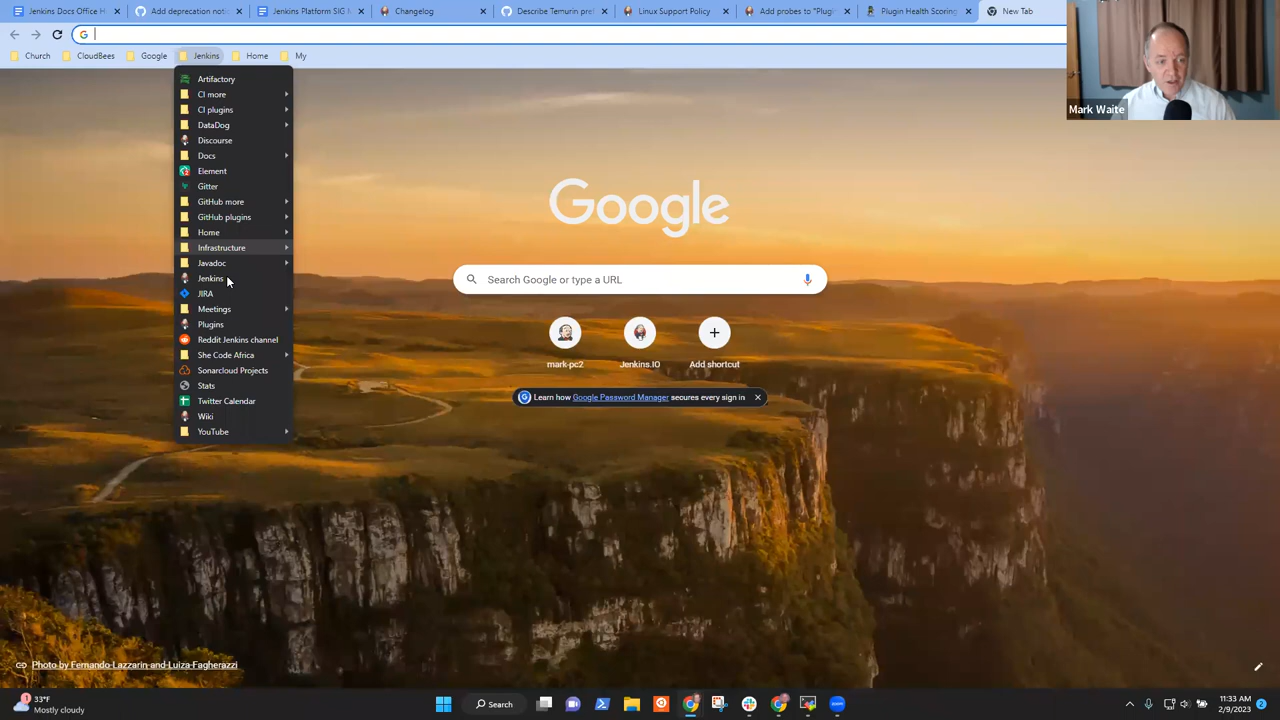 Jenkins Docs Office H
Add deprecation noti
Jenkins Platform SIG M
Changelog
Describe Temurin pref
Linux Support Policy
Add probes to "Plugin
Plugin Health Scoring
New Tab
Church
CloudBees
Google
Jenkins
Home
My
Mark Waite
Artifactory
CI more
CI plugins
DataDog
Discourse
Docs
Element
Gitter
GitHub more
GitHub plugins
Home
Infrastructure
Javadoc
Jenkins
JIRA
Meetings
Plugins
Reddit Jenkins channel
She Code Africa
Sonarcloud Projects
Stats
Twitter Calendar
Wiki
YouTube
Google
Search Google or type a URL
mark-pc2
Jenkins.IO
Add shortcut
Learn how Google Password Manager secures every sign in
Photo by Fernando-Lazzarin-and-Luiza-Fagherazzi
33°F
Mostly cloudy
Search
11:33 AM
2/9/2023